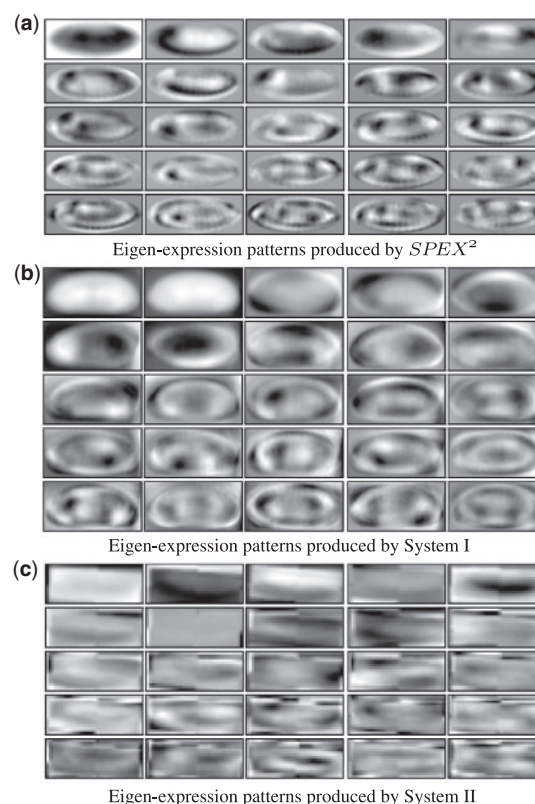 (a)
Eigen-expression patterns produced by SPEX²
(b)
Eigen-expression patterns produced by System I
(c)
Eigen-expression patterns produced by System II